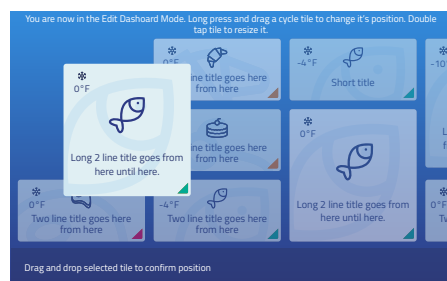 You are now in the Edit Dashoard Mode. Long press and drag a cycle tile to change it's position. Double
tap tile to resize it.
0°F
ine title goes here
from here
-4°F
Short title
-10°
0°F
Long 2 line title goes from
here until here.
ine title goes here
from here
0°F
Long 2 line title goes from
here until here.
0°F
Two line title goes here
from here
-4°F
Two line title goes here
from here
0°F
Drag and drop selected tile to confirm position